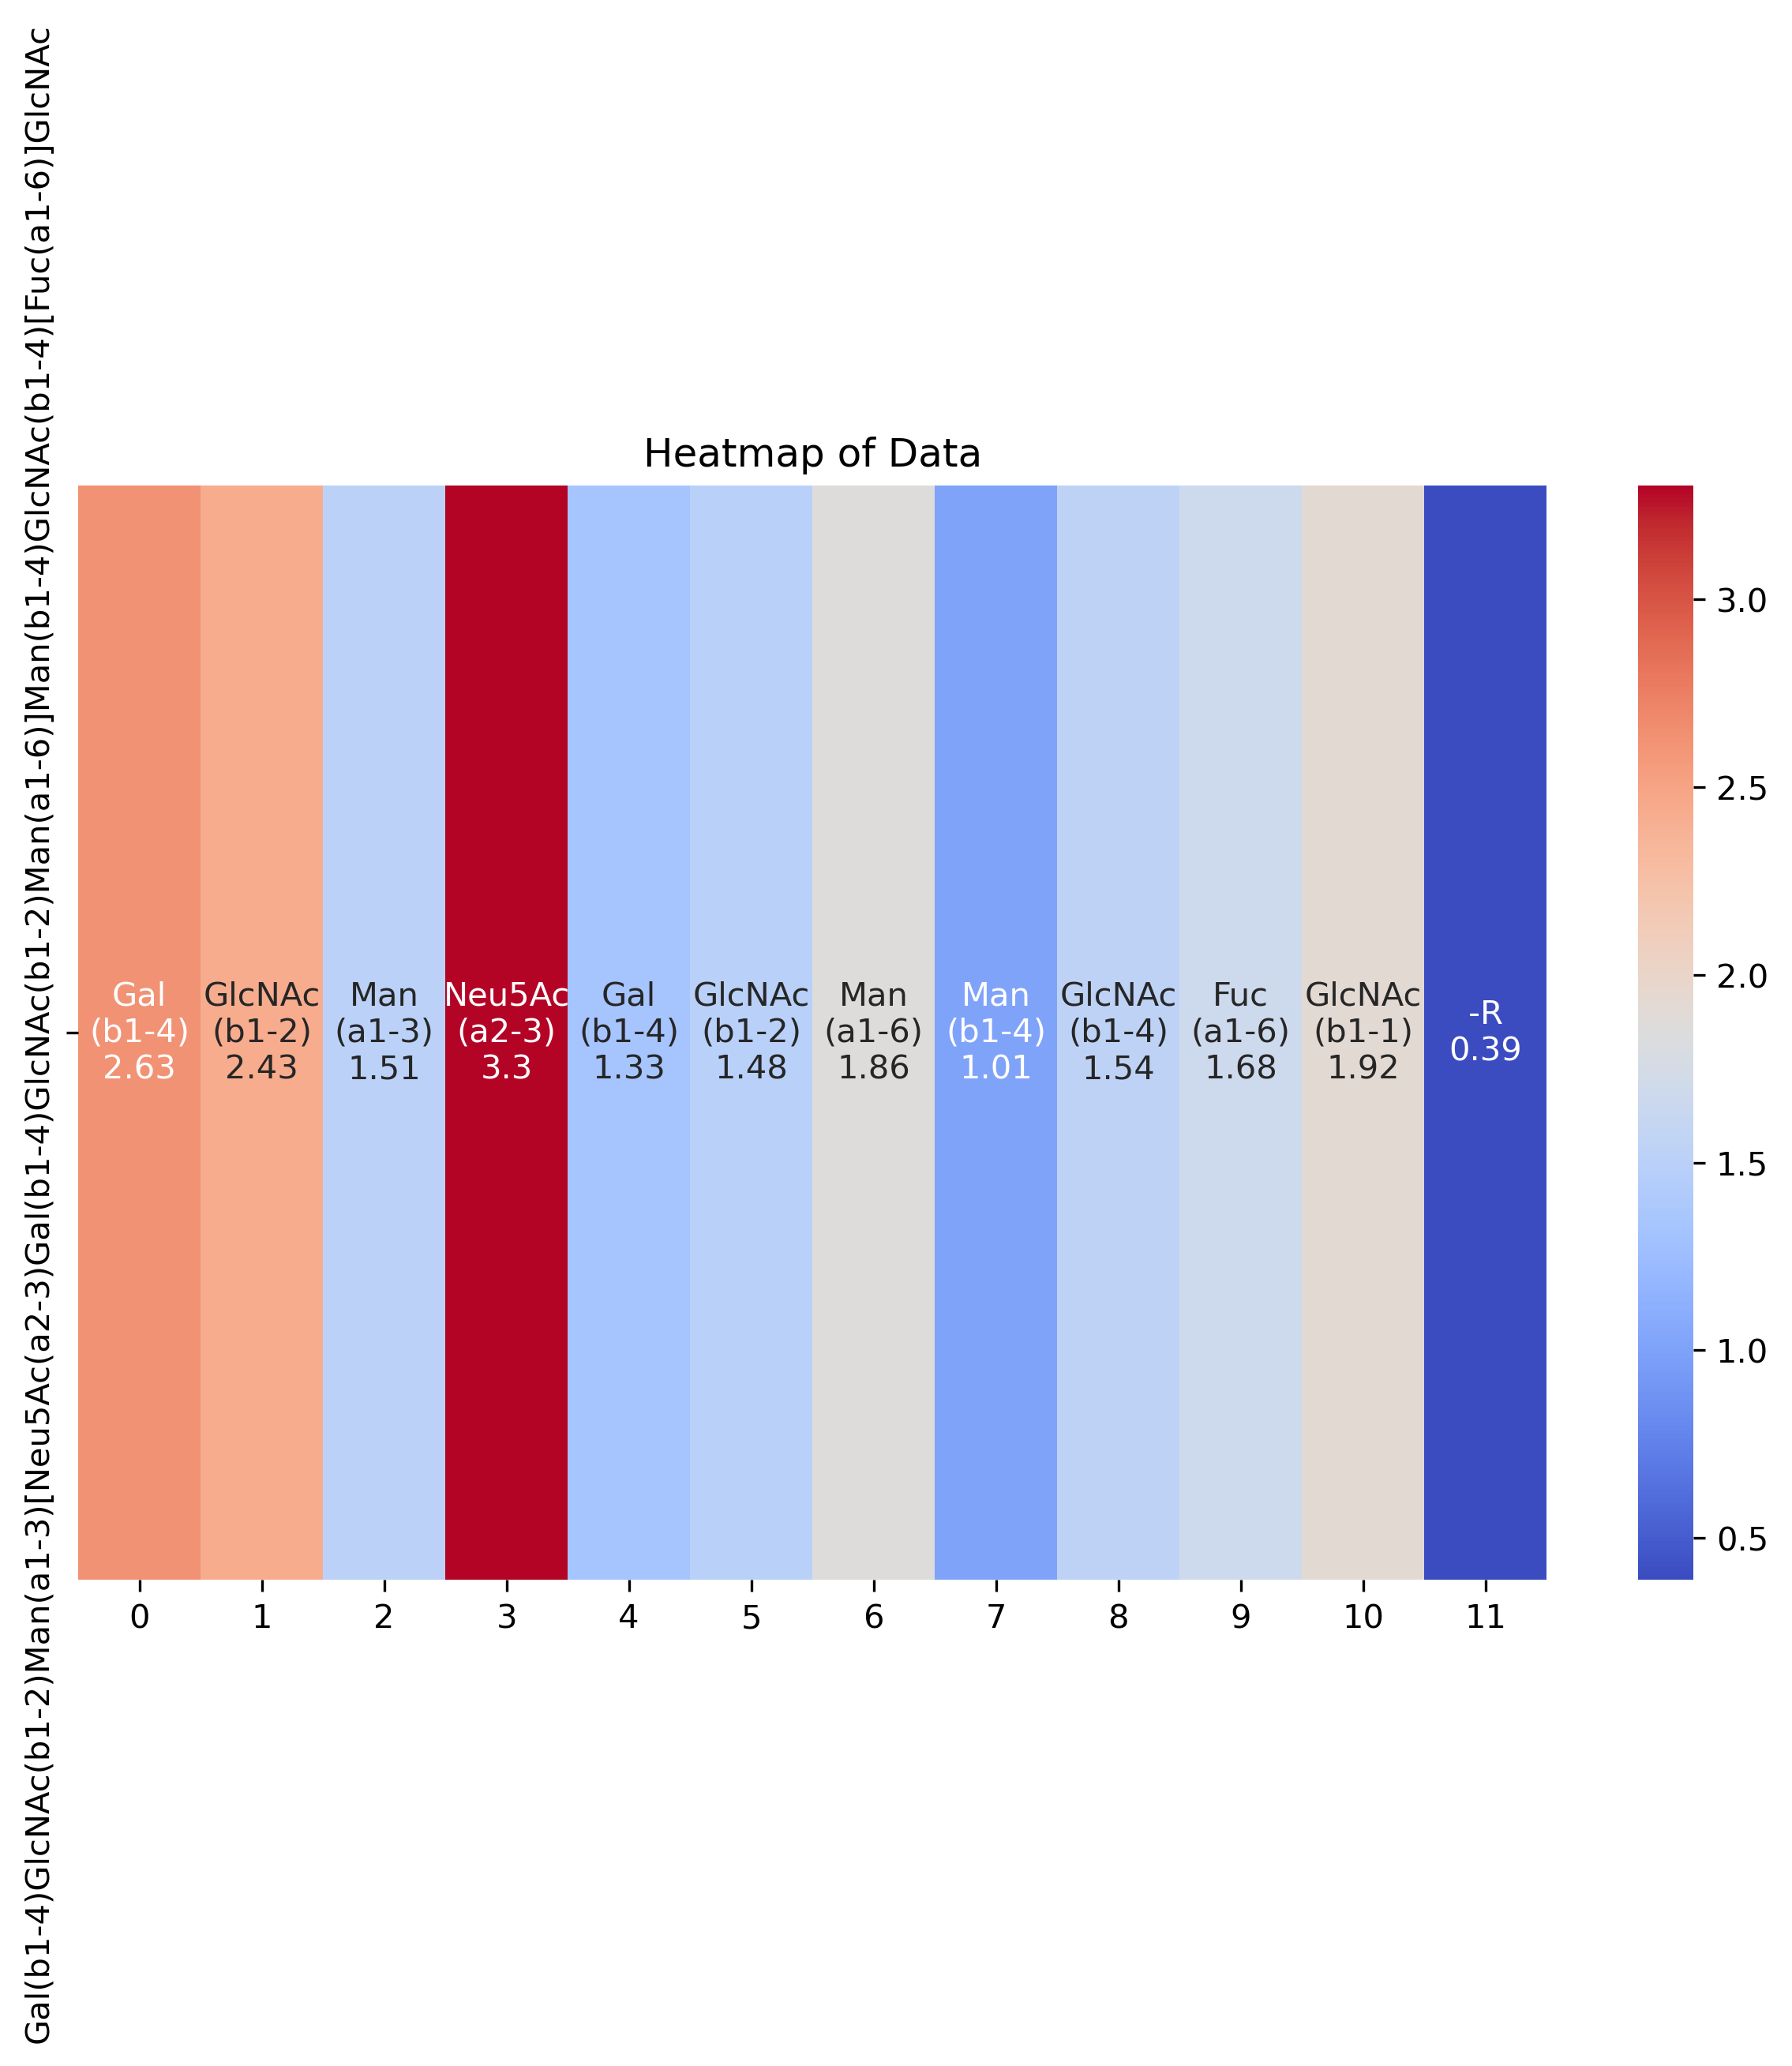 Heatmap of Data
Gal(b1-4)GlcNAc(b1-2)Man(a1-3)[Neu5Ac(a2-3)Gal(b1-4)GlcNAc(b1-2)Man(a1-6)]Man(b1-4)GlcNAc(b1-4)[Fuc(a1-6)]GlcNAc
Gal
(b1-4)
2.63
GlcNAc
(b1-2)
2.43
Man
(a1-3)
1.51
Neu5Ac
(a2-3)
3.3
Gal
(b1-4)
1.33
GlcNAc
(b1-2)
1.48
Man
(a1-6)
1.86
Man
(b1-4)
1.01
GlcNAc
(b1-4)
1.54
Fuc
(a1-6)
1.68
GlcNAc
(b1-1)
1.92
-R
0.39
0 1 2 3 4 5 6 7 8 9 10 11
3.0
2.5
2.0
1.5
1.0
0.5